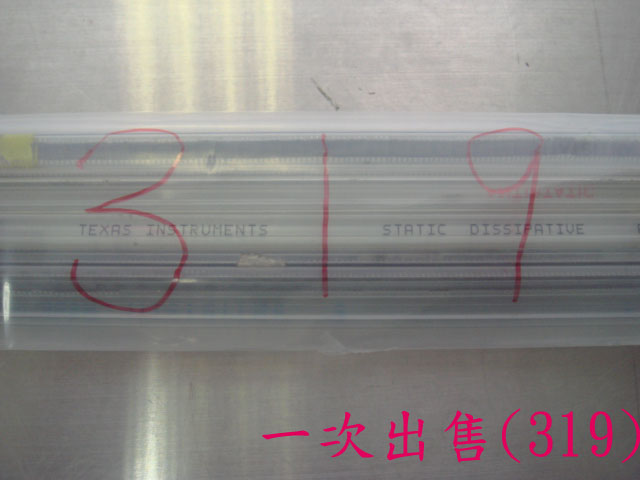 319
TEXAS INSTRUMENTS STATIC DISSIPATIVE
一次出售(319)